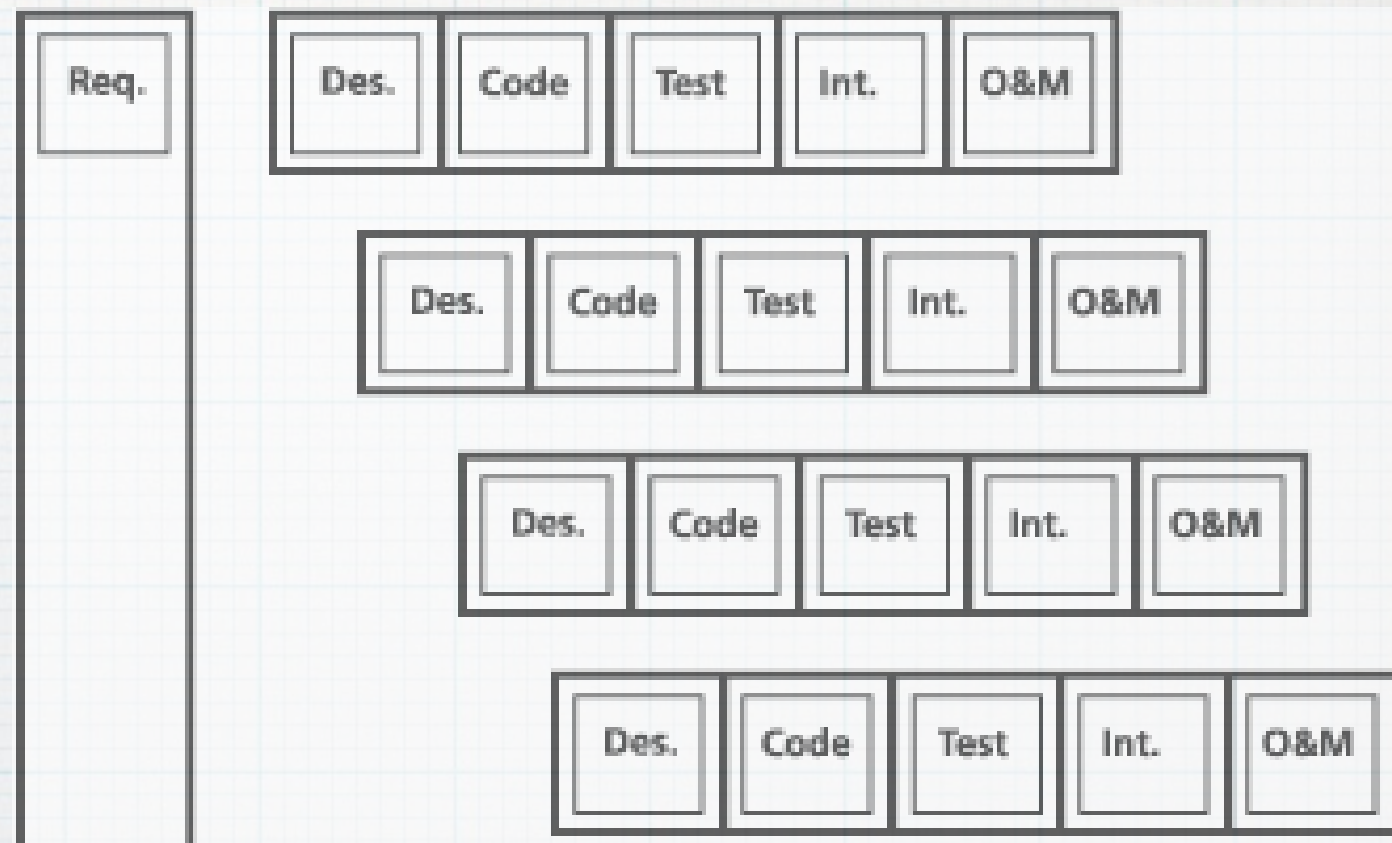 Req. Des. Code Test Int. O&M
Des. Code Test Int. O&M
Des. Code Test Int. O&M
Des. Code Test Int. O&M